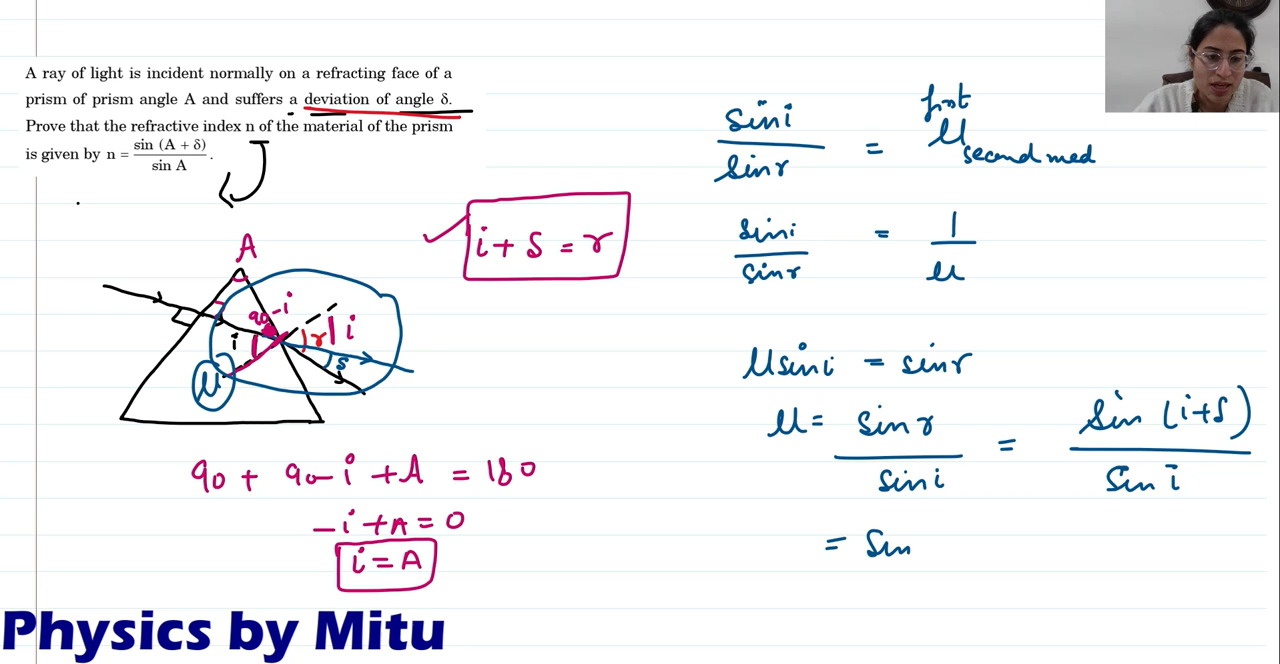 A ray of light is incident normally on a refracting face of a
prism of prism angle A and suffers a deviation of angle δ.
Prove that the refractive index n of the material of the prism
is given by n = sin (A + δ) / sin A .
A
90-i
i
r
i
δ
μ
i + δ = r
90 + 90-i + A = 180
-i + A = 0
i = A
sin i / sin r = first μ second med
sin i / sin r = 1 / μ
μ sin i = sin r
μ = sin r / sin i = sin (i+δ) / sin i
= sin
Physics by Mitu